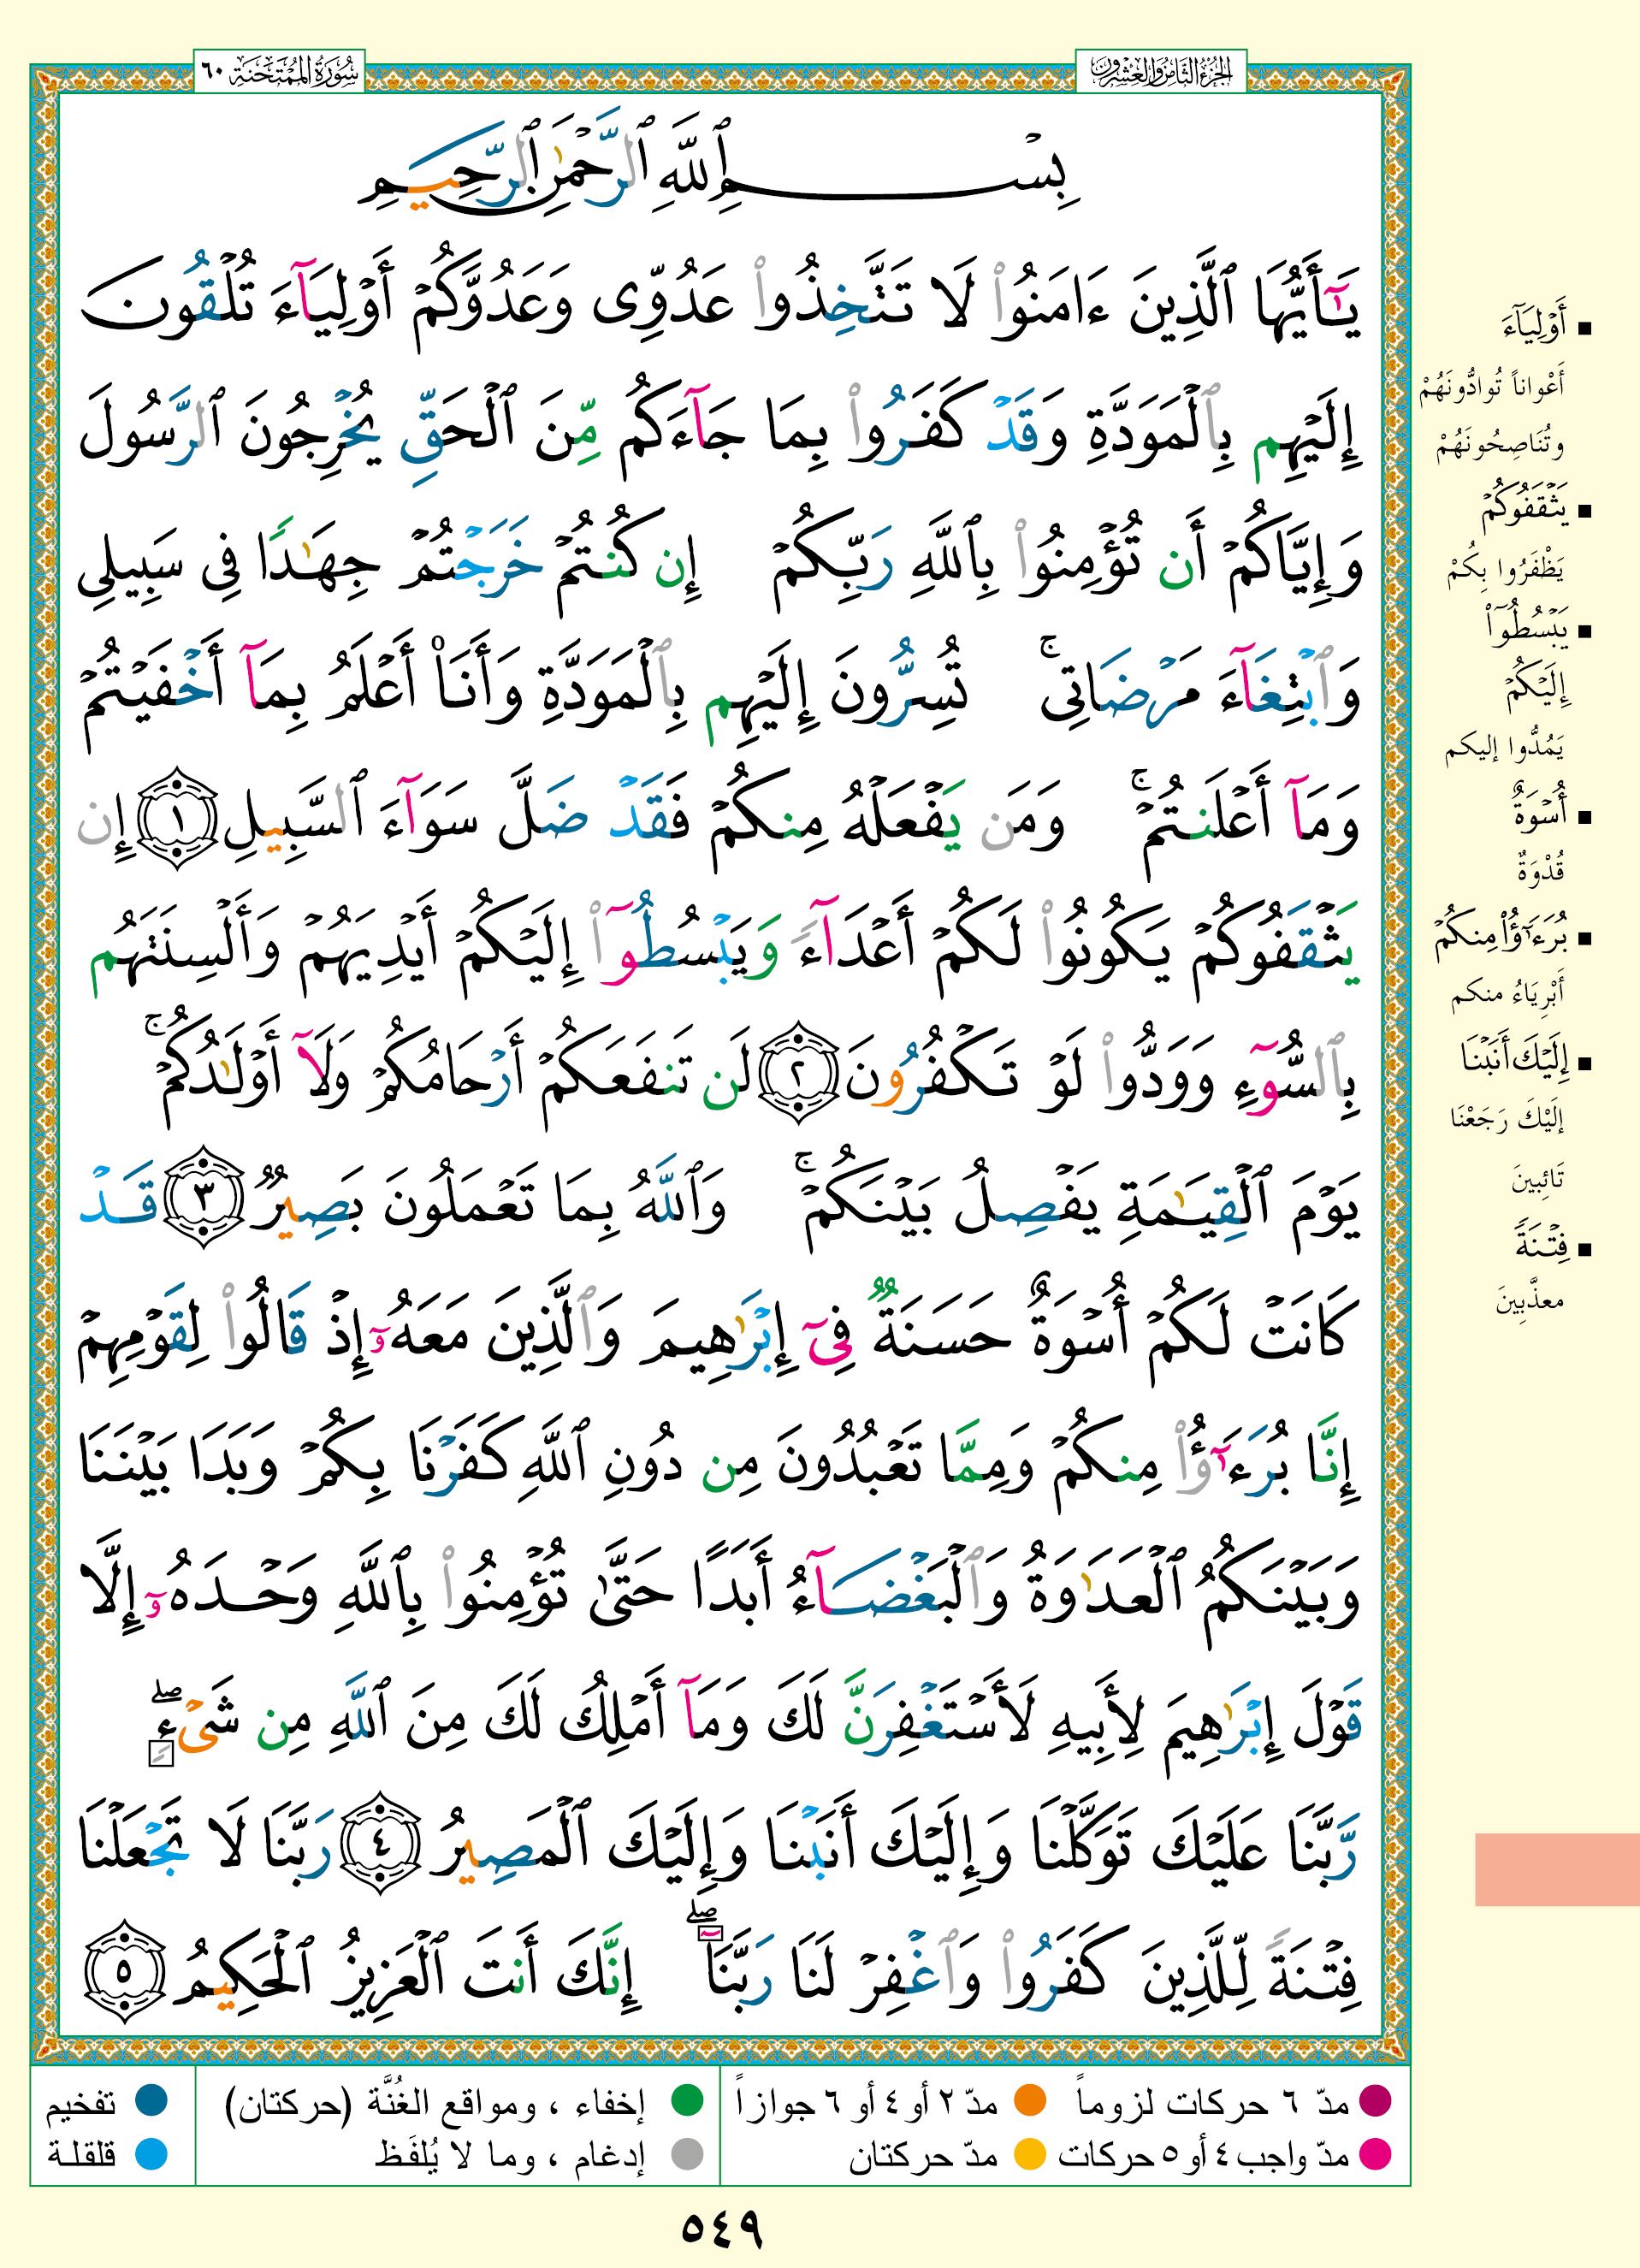 الجزء الثامن والعشرون
سورة الممتحنة ٦٠
بِسْمِ ٱللَّهِ ٱلرَّحْمَٰنِ ٱلرَّحِيمِ
يَٰٓأَيُّهَا ٱلَّذِينَ ءَامَنُوا۟ لَا تَتَّخِذُوا۟ عَدُوِّى وَعَدُوَّكُمْ أَوْلِيَآءَ تُلْقُونَ
إِلَيْهِم بِٱلْمَوَدَّةِ وَقَدْ كَفَرُوا۟ بِمَا جَآءَكُم مِّنَ ٱلْحَقِّ يُخْرِجُونَ ٱلرَّسُولَ
وَإِيَّاكُمْ أَن تُؤْمِنُوا۟ بِٱللَّهِ رَبِّكُمْ إِن كُنتُمْ خَرَجْتُمْ جِهَٰدًا فِى سَبِيلِى
وَٱبْتِغَآءَ مَرْضَاتِى ۚ تُسِرُّونَ إِلَيْهِم بِٱلْمَوَدَّةِ وَأَنَا۠ أَعْلَمُ بِمَآ أَخْفَيْتُمْ
وَمَآ أَعْلَنتُمْ ۚ وَمَن يَفْعَلْهُ مِنكُمْ فَقَدْ ضَلَّ سَوَآءَ ٱلسَّبِيلِ ١ إِن
يَثْقَفُوكُمْ يَكُونُوا۟ لَكُمْ أَعْدَآءً وَيَبْسُطُوٓا۟ إِلَيْكُمْ أَيْدِيَهُمْ وَأَلْسِنَتَهُم
بِٱلسُّوٓءِ وَوَدُّوا۟ لَوْ تَكْفُرُونَ ٢ لَن تَنفَعَكُمْ أَرْحَامُكُمْ وَلَآ أَوْلَٰدُكُمْ ۚ
يَوْمَ ٱلْقِيَٰمَةِ يَفْصِلُ بَيْنَكُمْ ۚ وَٱللَّهُ بِمَا تَعْمَلُونَ بَصِيرٌ ٣ قَدْ
كَانَتْ لَكُمْ أُسْوَةٌ حَسَنَةٌ فِىٓ إِبْرَٰهِيمَ وَٱلَّذِينَ مَعَهُۥٓ إِذْ قَالُوا۟ لِقَوْمِهِمْ
إِنَّا بُرَءَٰٓؤُا۟ مِنكُمْ وَمِمَّا تَعْبُدُونَ مِن دُونِ ٱللَّهِ كَفَرْنَا بِكُمْ وَبَدَا بَيْنَنَا
وَبَيْنَكُمُ ٱلْعَدَٰوَةُ وَٱلْبَغْضَآءُ أَبَدًا حَتَّىٰ تُؤْمِنُوا۟ بِٱللَّهِ وَحْدَهُۥٓ إِلَّا
قَوْلَ إِبْرَٰهِيمَ لِأَبِيهِ لَأَسْتَغْفِرَنَّ لَكَ وَمَآ أَمْلِكُ لَكَ مِنَ ٱللَّهِ مِن شَىْءٍ ۖ
رَّبَّنَا عَلَيْكَ تَوَكَّلْنَا وَإِلَيْكَ أَنَبْنَا وَإِلَيْكَ ٱلْمَصِيرُ ٤ رَبَّنَا لَا تَجْعَلْنَا
فِتْنَةً لِّلَّذِينَ كَفَرُوا۟ وَٱغْفِرْ لَنَا رَبَّنَآ ۖ إِنَّكَ أَنتَ ٱلْعَزِيزُ ٱلْحَكِيمُ ٥
أَوْلِيَآءَ
أَعْواناً تُوادُّونَهُمْ
وتُنَاصِحُونَهُمْ
يَثْقَفُوكُمْ
يَظْفَرُوا بِكُمْ
يَبْسُطُوٓا۟
إِلَيْكُمْ
يَمُدُّوا إليكم
أُسْوَةٌ
قُدْوَةٌ
بُرَءَٰٓؤُا۟ مِنكُمْ
أَبْرِيَاءُ منكم
إِلَيْكَ أَنَبْنَا
إلَيْكَ رَجَعْنَا
تَائِبِينَ
فِتْنَةً
معذَّبِينَ
مدّ ٦ حركات لزوماً
مدّ ٢ أو ٤ أو ٦ جوازاً
إخفاء ، ومواقع الغُنَّة (حركتان)
تفخيم
مدّ واجب ٤ أو ٥ حركات
مدّ حركتان
إدغام ، وما لا يُلفَظ
قلقلة
٥٤٩